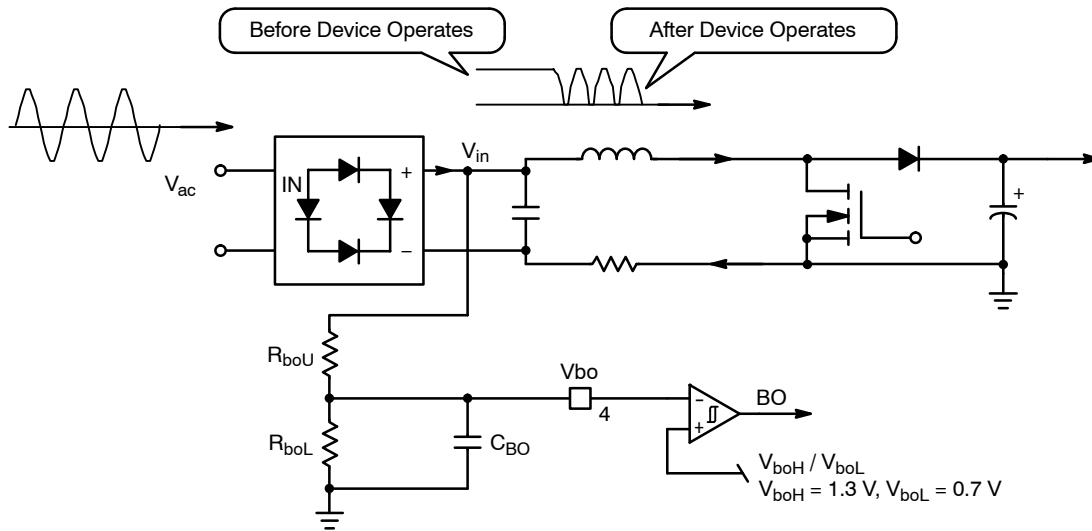 Before Device Operates
After Device Operates
V_ac
IN
+
−
V_in
+
R_boU
R_boL
C_BO
Vbo
4
−
+
BO
V_boH / V_boL
V_boH = 1.3 V, V_boL = 0.7 V